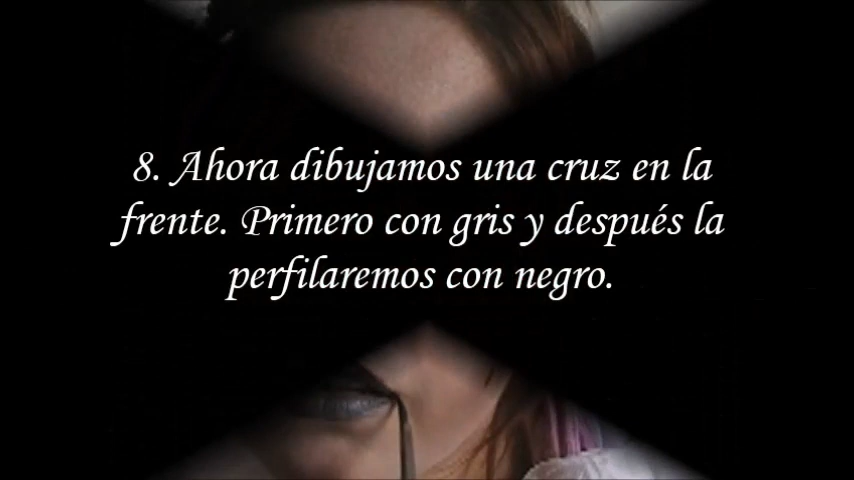 8. Ahora dibujamos una cruz en la
frente. Primero con gris y después la
perfilaremos con negro.